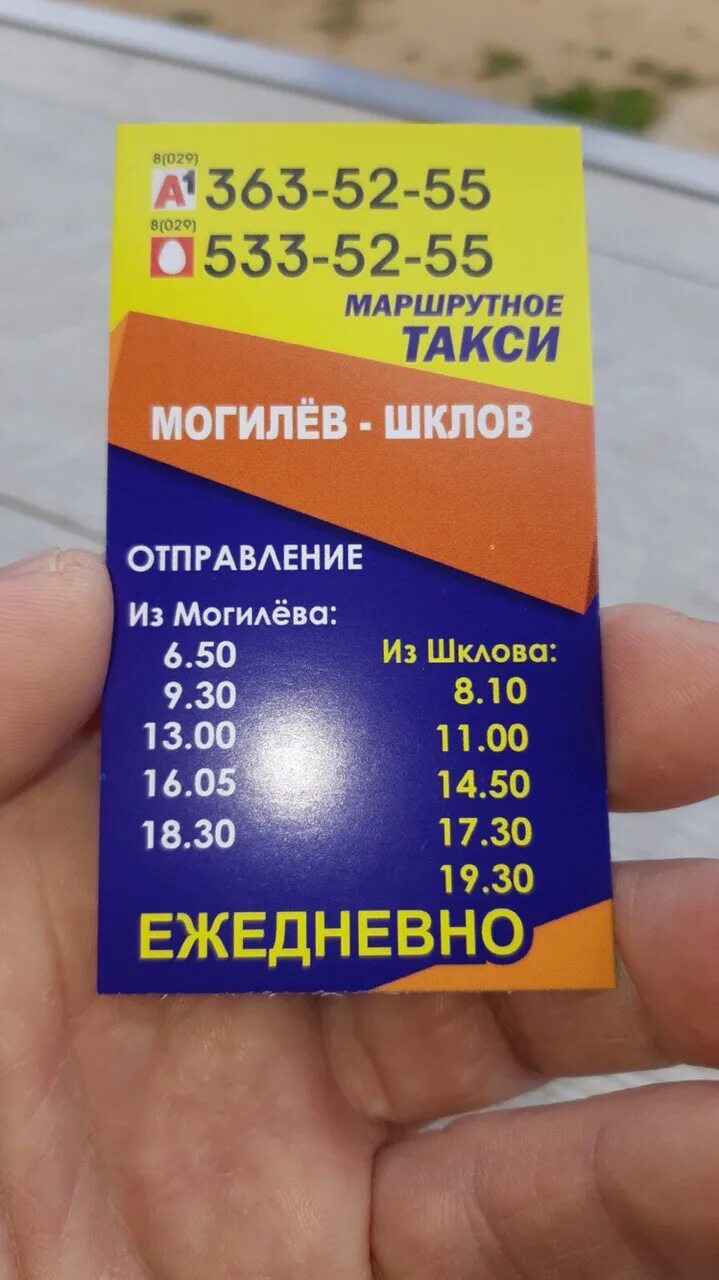 8(029)
А1 363-52-55
8(029)
533-52-55
МАРШРУТНОЕ
ТАКСИ
МОГИЛЁВ - ШКЛОВ
ОТПРАВЛЕНИЕ
Из Могилёва:
6.50
9.30
13.00
16.05
18.30
Из Шклова:
8.10
11.00
14.50
17.30
19.30
ЕЖЕДНЕВНО